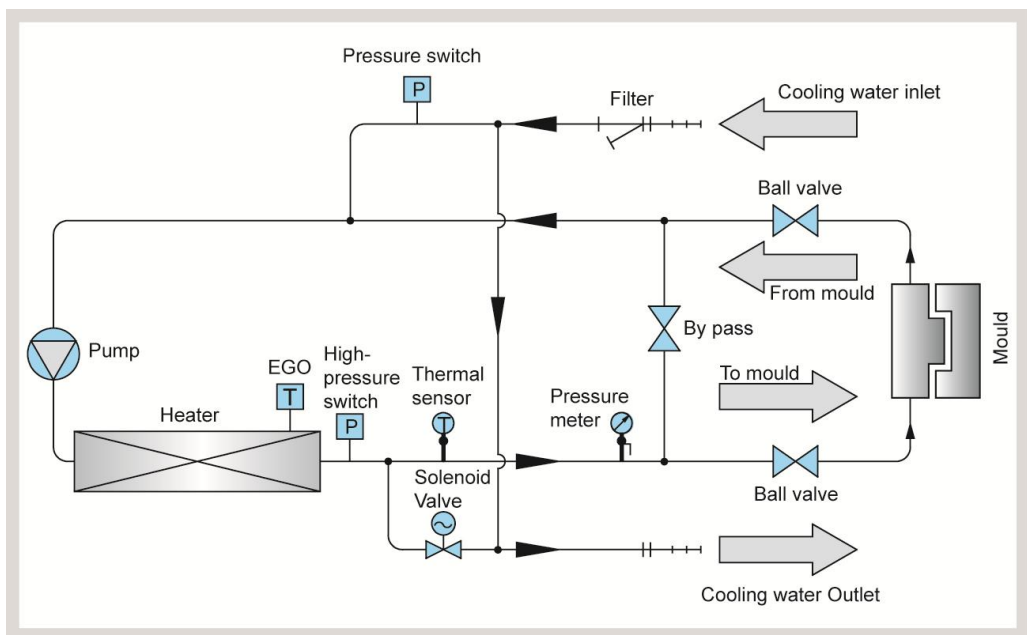 Pressure switch
P
Filter
Cooling water inlet
Ball valve
From mould
Pump
By pass
Mould
EGO
T
High-
pressure
switch
P
Thermal
sensor
T
Pressure
meter
To mould
Heater
Solenoid
Valve
Ball valve
Cooling water Outlet